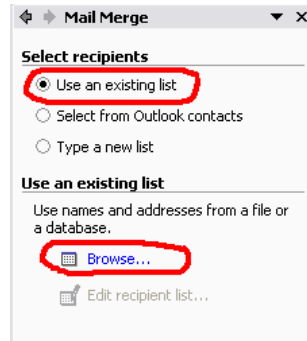 Mail Merge
Select recipients
Use an existing list
Select from Outlook contacts
Type a new list
Use an existing list
Use names and addresses from a file or
a database.
Browse...
Edit recipient list...